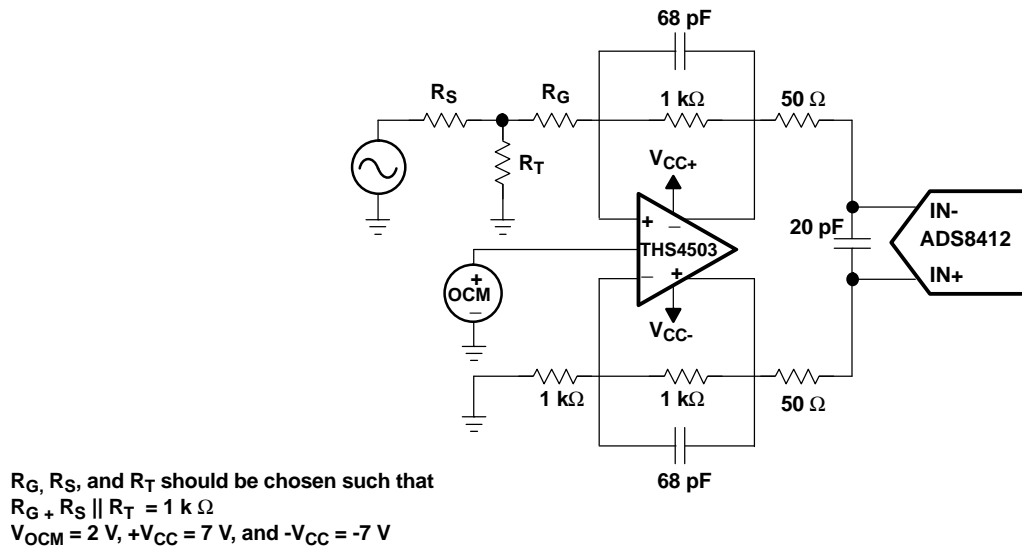 68 pF
RS
RG
1 kΩ
50 Ω
RT
VCC+
+
−
THS4503
−
+
IN-
20 pF
ADS8412
IN+
+
OCM
−
VCC-
1 kΩ
1 kΩ
50 Ω
68 pF
RG, RS, and RT should be chosen such that
RG + RS || RT = 1 k Ω
VOCM = 2 V, +VCC = 7 V, and -VCC = -7 V